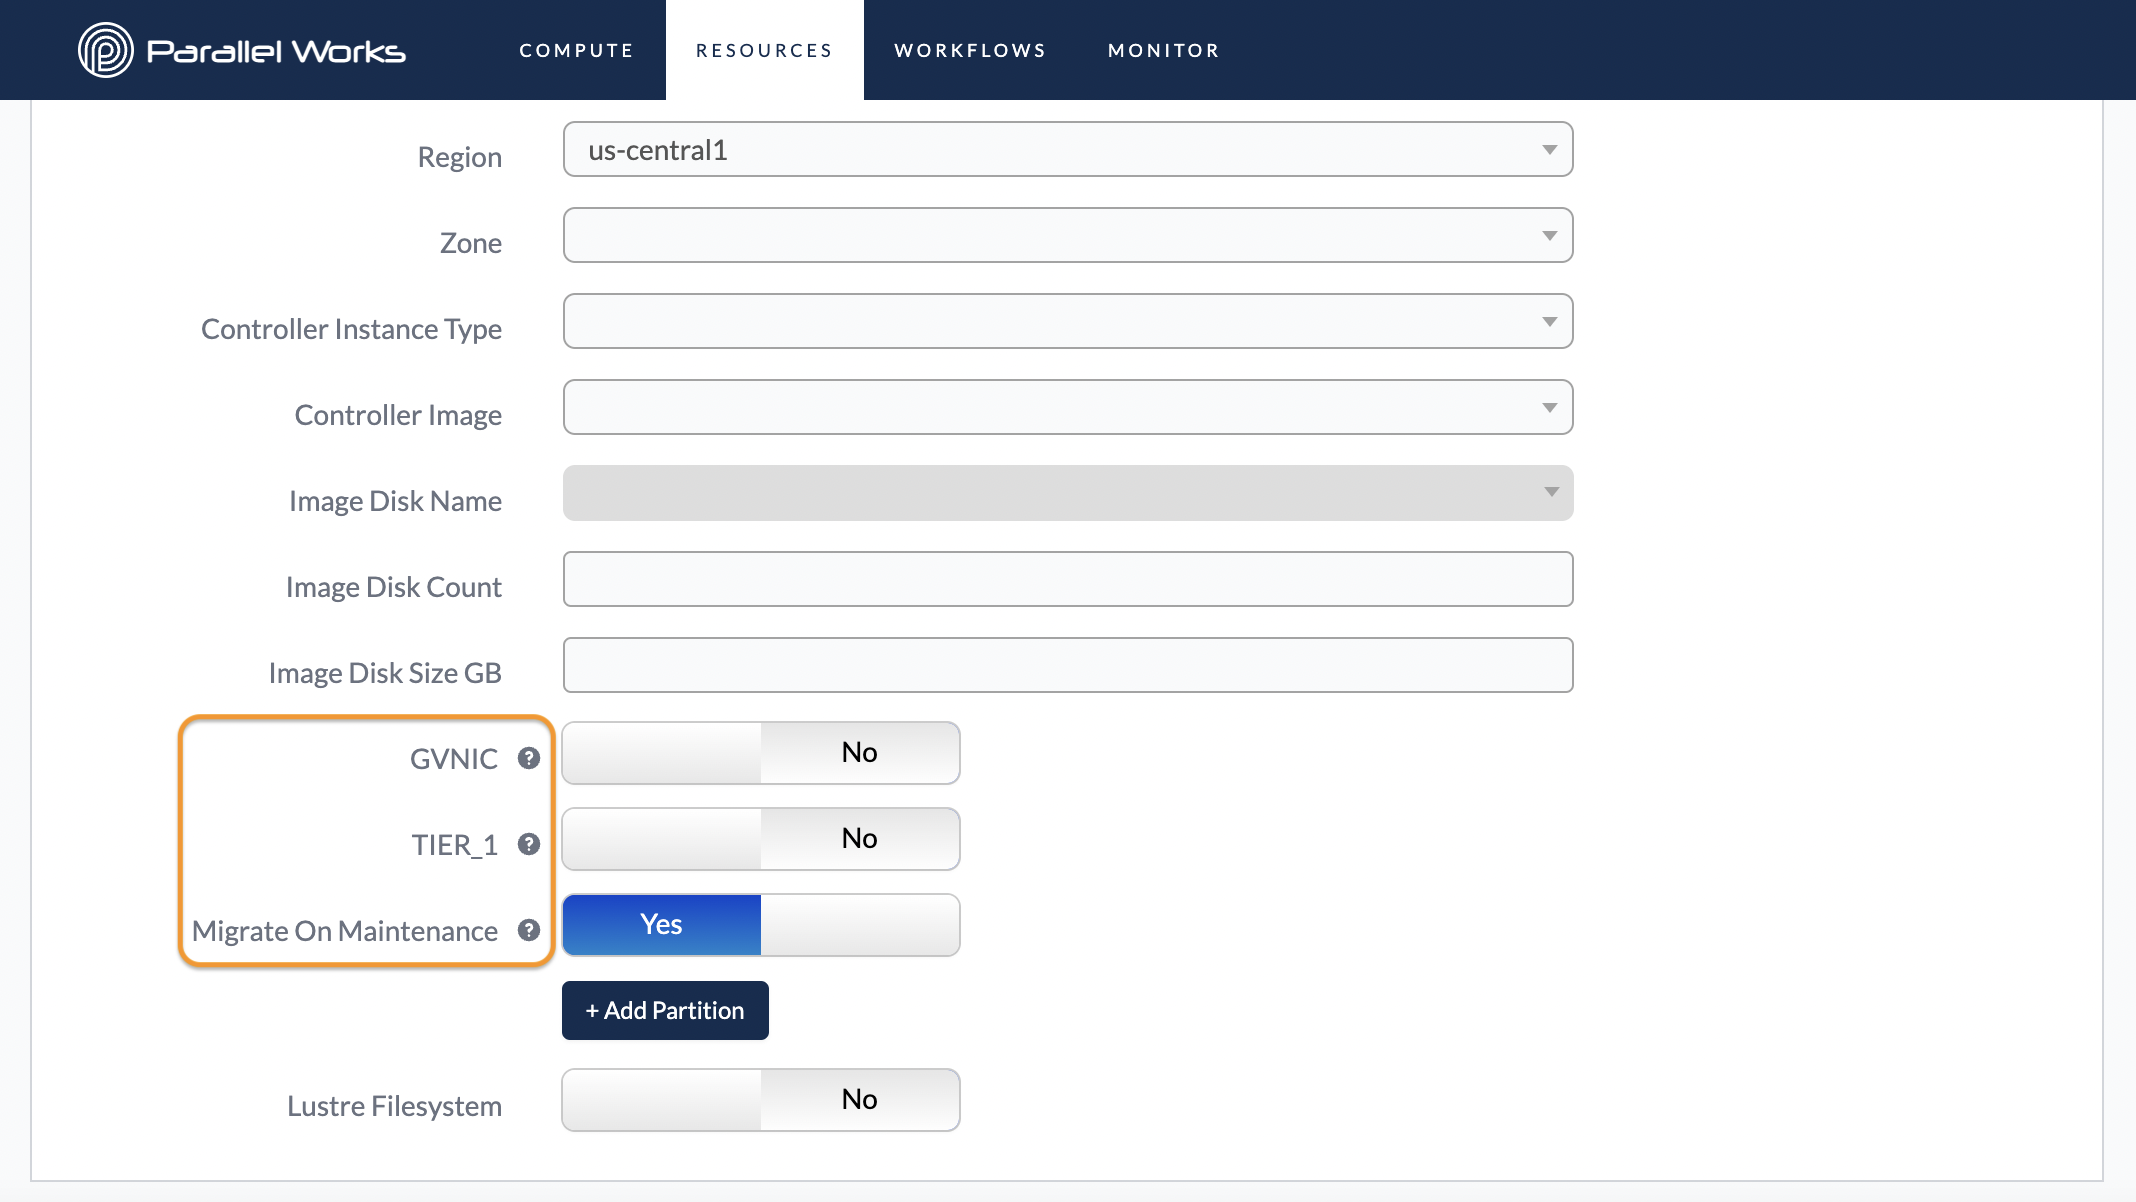 Parallel Works
COMPUTE
RESOURCES
WORKFLOWS
MONITOR
Region
us-central1
Zone
Controller Instance Type
Controller Image
Image Disk Name
Image Disk Count
Image Disk Size GB
GVNIC ? No
TIER_1 ? No
Migrate On Maintenance ? Yes
+ Add Partition
Lustre Filesystem No